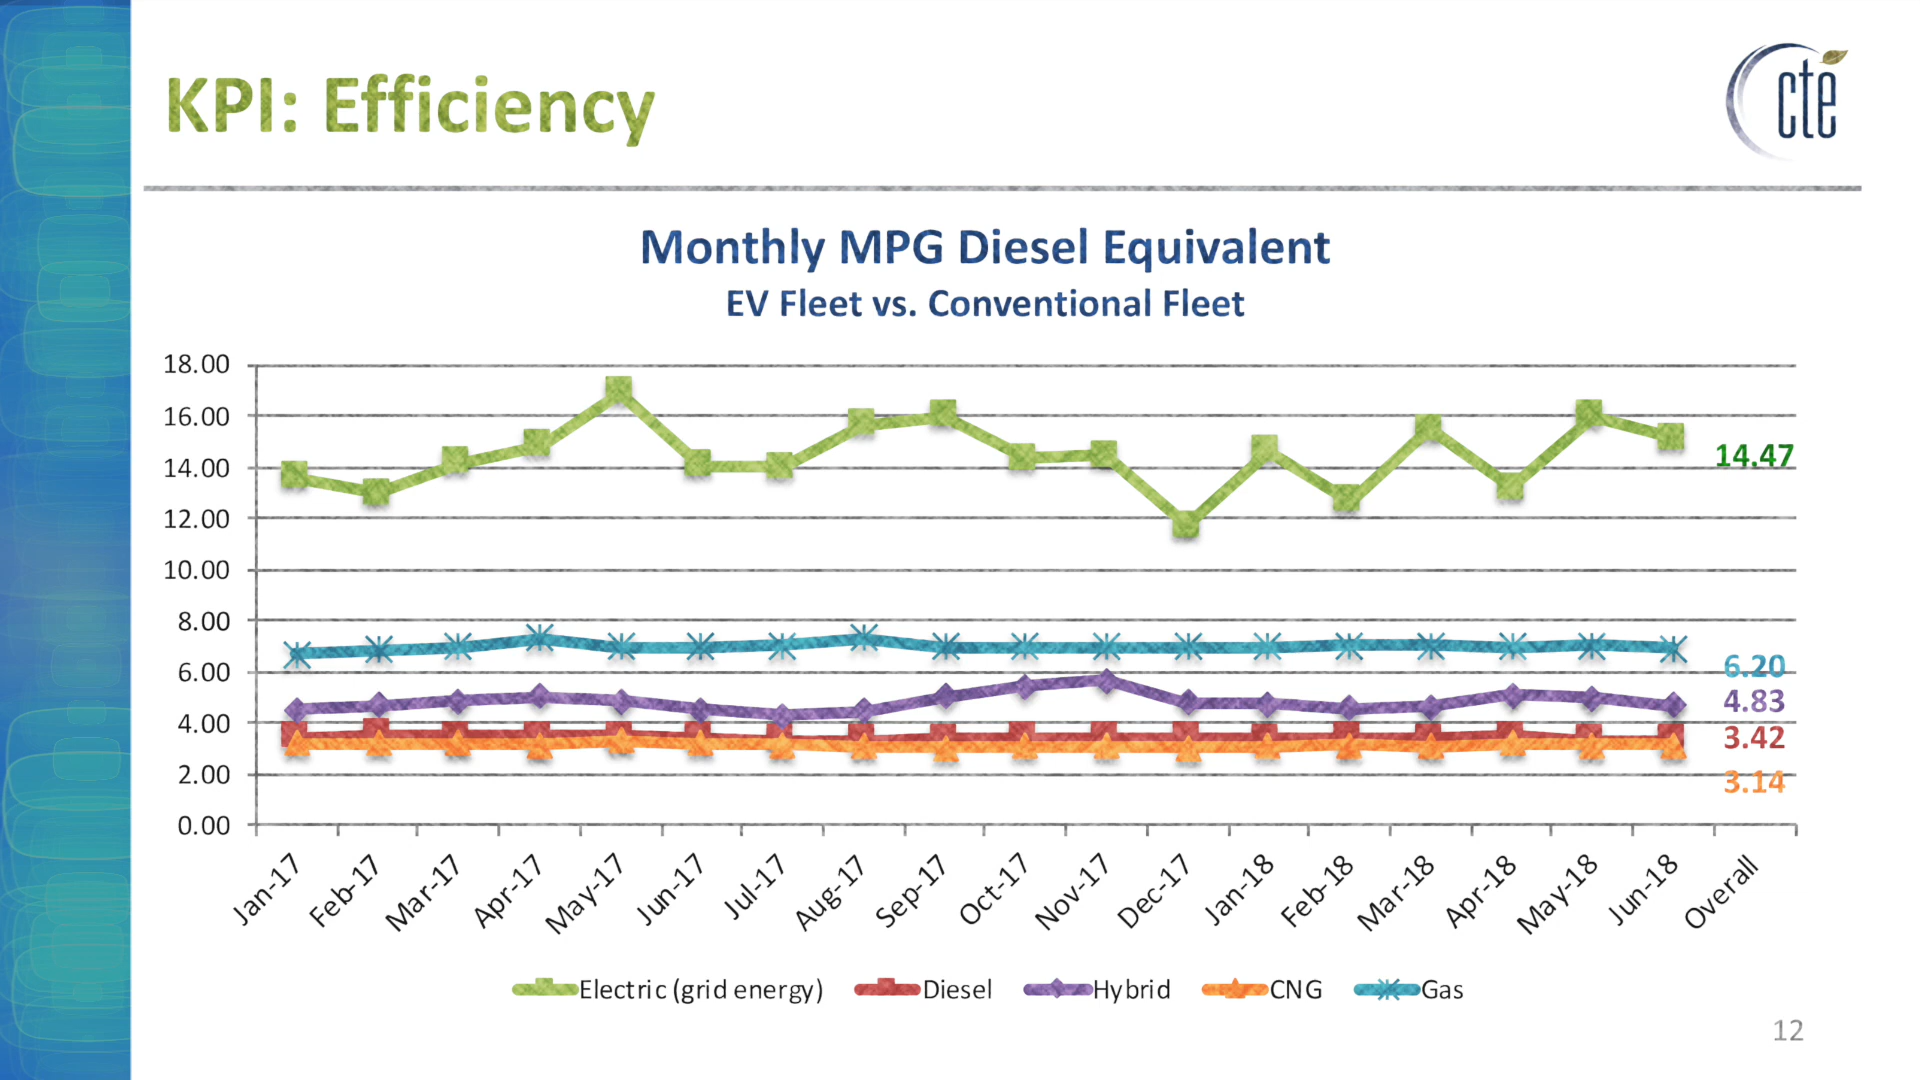 KPI: Efficiency
cte
Monthly MPG Diesel Equivalent
EV Fleet vs. Conventional Fleet
18.00
16.00
14.00
12.00
10.00
8.00
6.00
4.00
2.00
0.00
14.47
6.20
4.83
3.42
3.14
Jan-17 Feb-17 Mar-17 Apr-17 May-17 Jun-17 Jul-17 Aug-17 Sep-17 Oct-17 Nov-17 Dec-17 Jan-18 Feb-18 Mar-18 Apr-18 May-18 Jun-18 Overall
Electric (grid energy) Diesel Hybrid CNG Gas
12